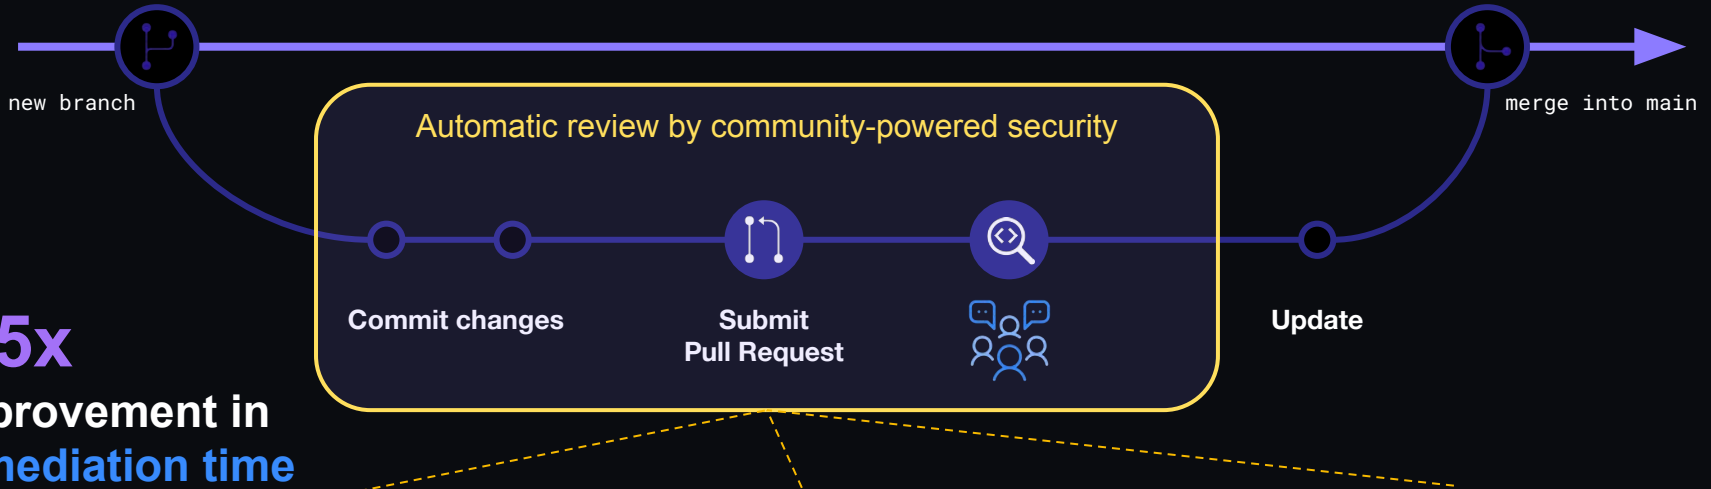 new branch
merge into main
Automatic review by community-powered security
Commit changes
Submit
Pull Request
Update
5x
provement in
nediation time